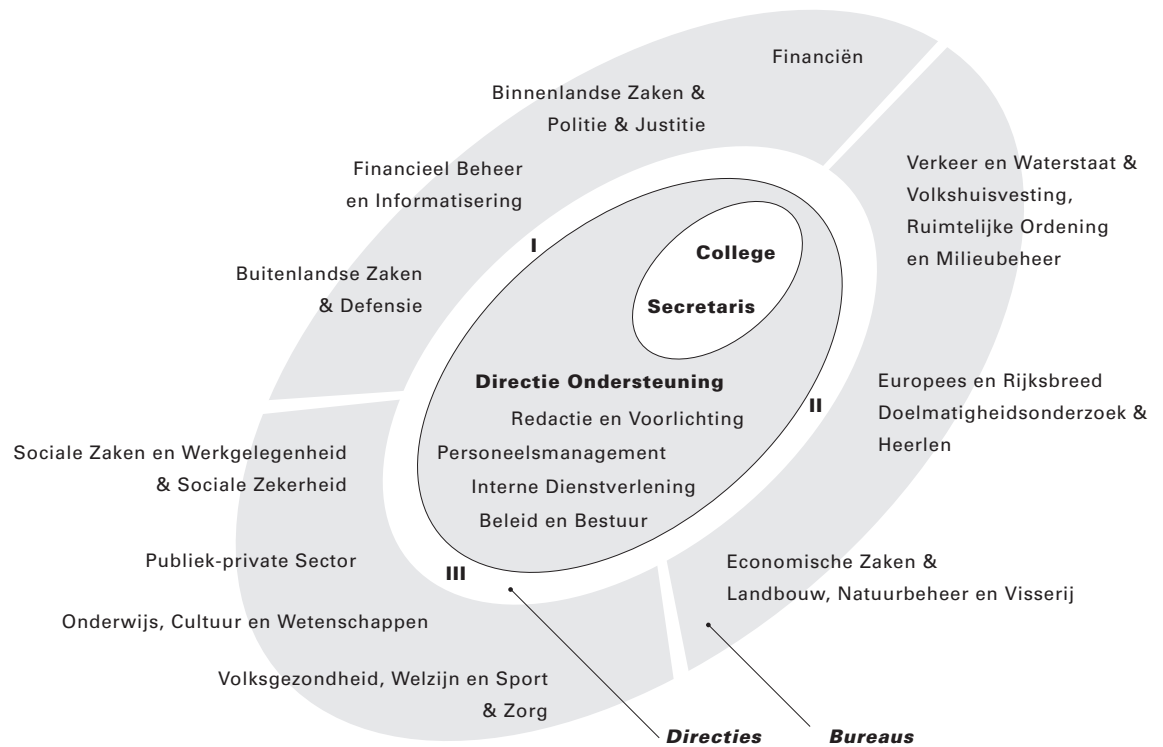 Financiën
Binnenlandse Zaken &
Politie & Justitie
Financieel Beheer
en Informatisering
I
Buitenlandse Zaken
& Defensie
Verkeer en Waterstaat &
Volkshuisvesting,
Ruimtelijke Ordening
en Milieubeheer
College
Secretaris
Directie Ondersteuning
Redactie en Voorlichting
Personeelsmanagement
Interne Dienstverlening
Beleid en Bestuur
II
Europees en Rijksbreed
Doelmatigheidsonderzoek &
Heerlen
Sociale Zaken en Werkgelegenheid
& Sociale Zekerheid
Publiek-private Sector
III
Onderwijs, Cultuur en Wetenschappen
Volksgezondheid, Welzijn en Sport
& Zorg
Economische Zaken &
Landbouw, Natuurbeheer en Visserij
Directies
Bureaus